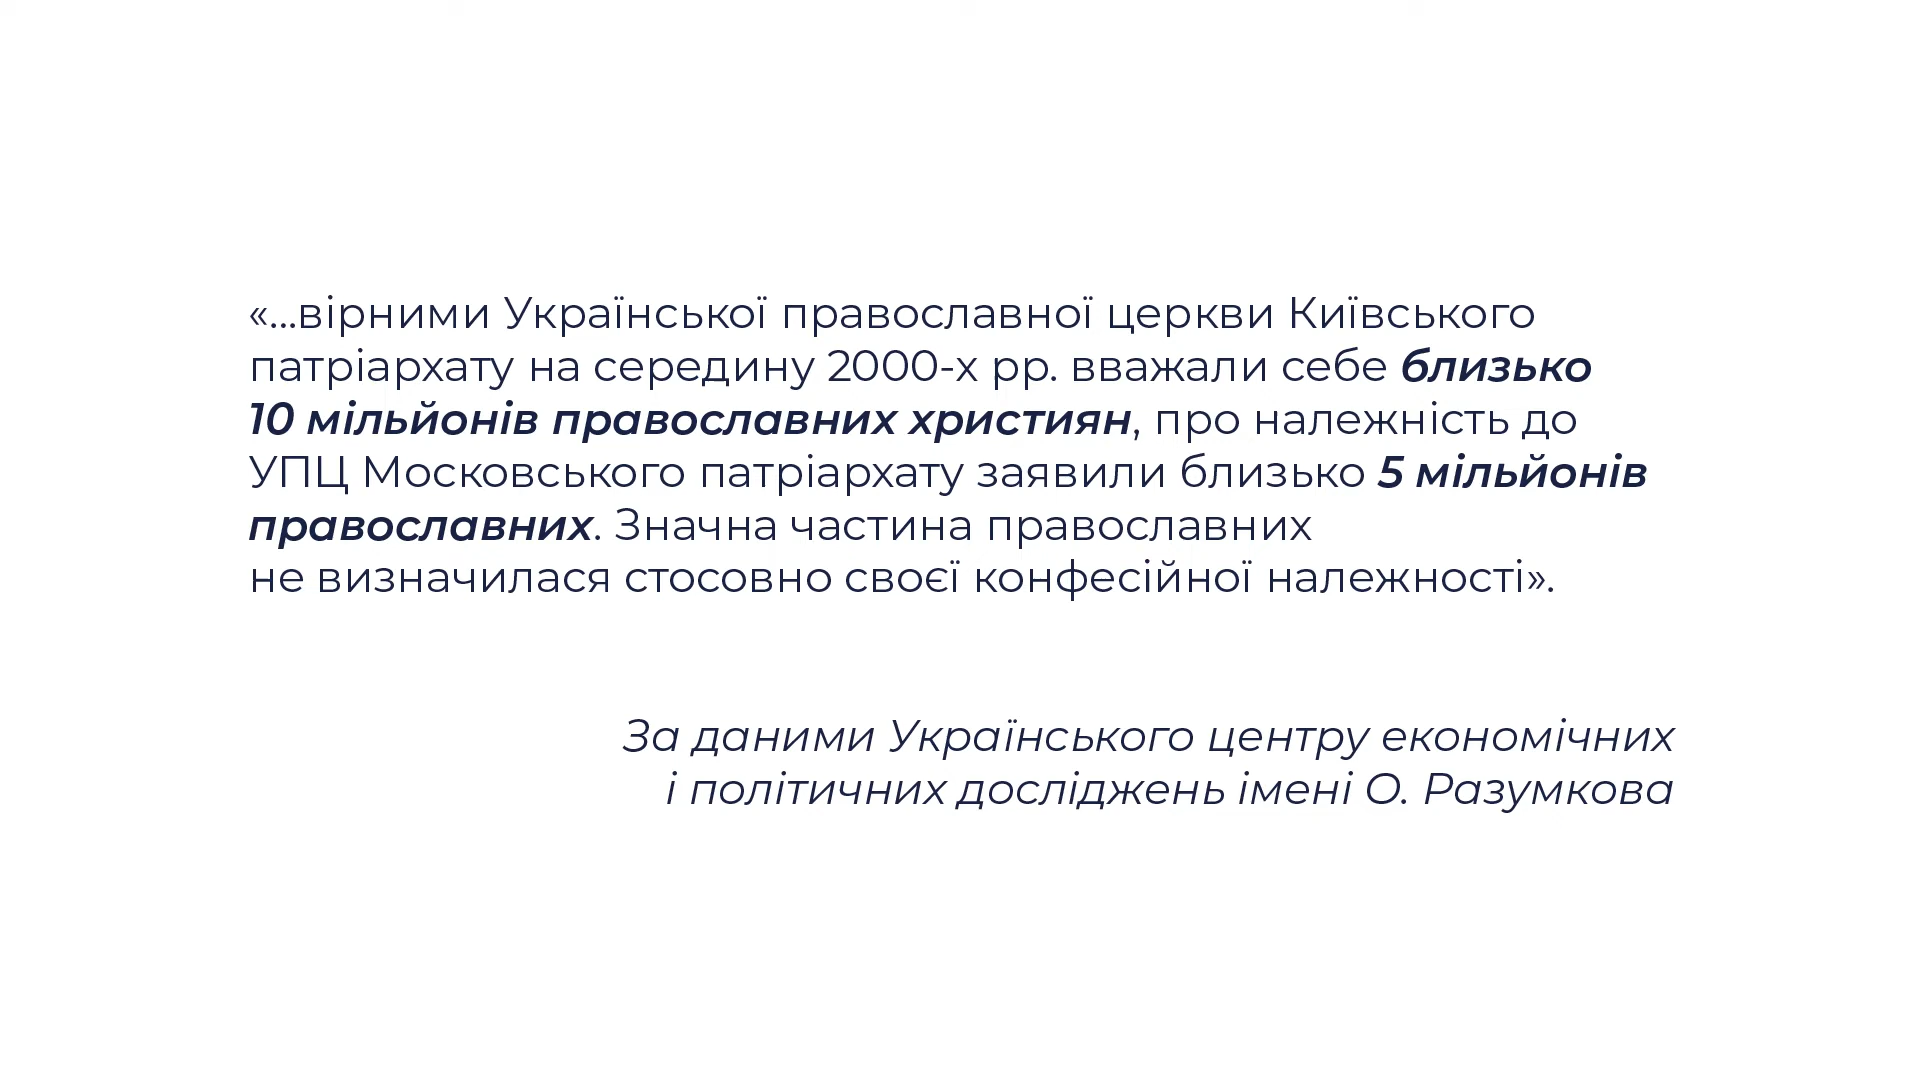 «...вірними Української православної церкви Київського
патріархату на середину 2000-х рр. вважали себе близько
10 мільйонів православних християн, про належність до
УПЦ Московського патріархату заявили близько 5 мільйонів
православних. Значна частина православних
не визначилася стосовно своєї конфесійної належності».
За даними Українського центру економічних
і політичних досліджень імені О. Разумкова